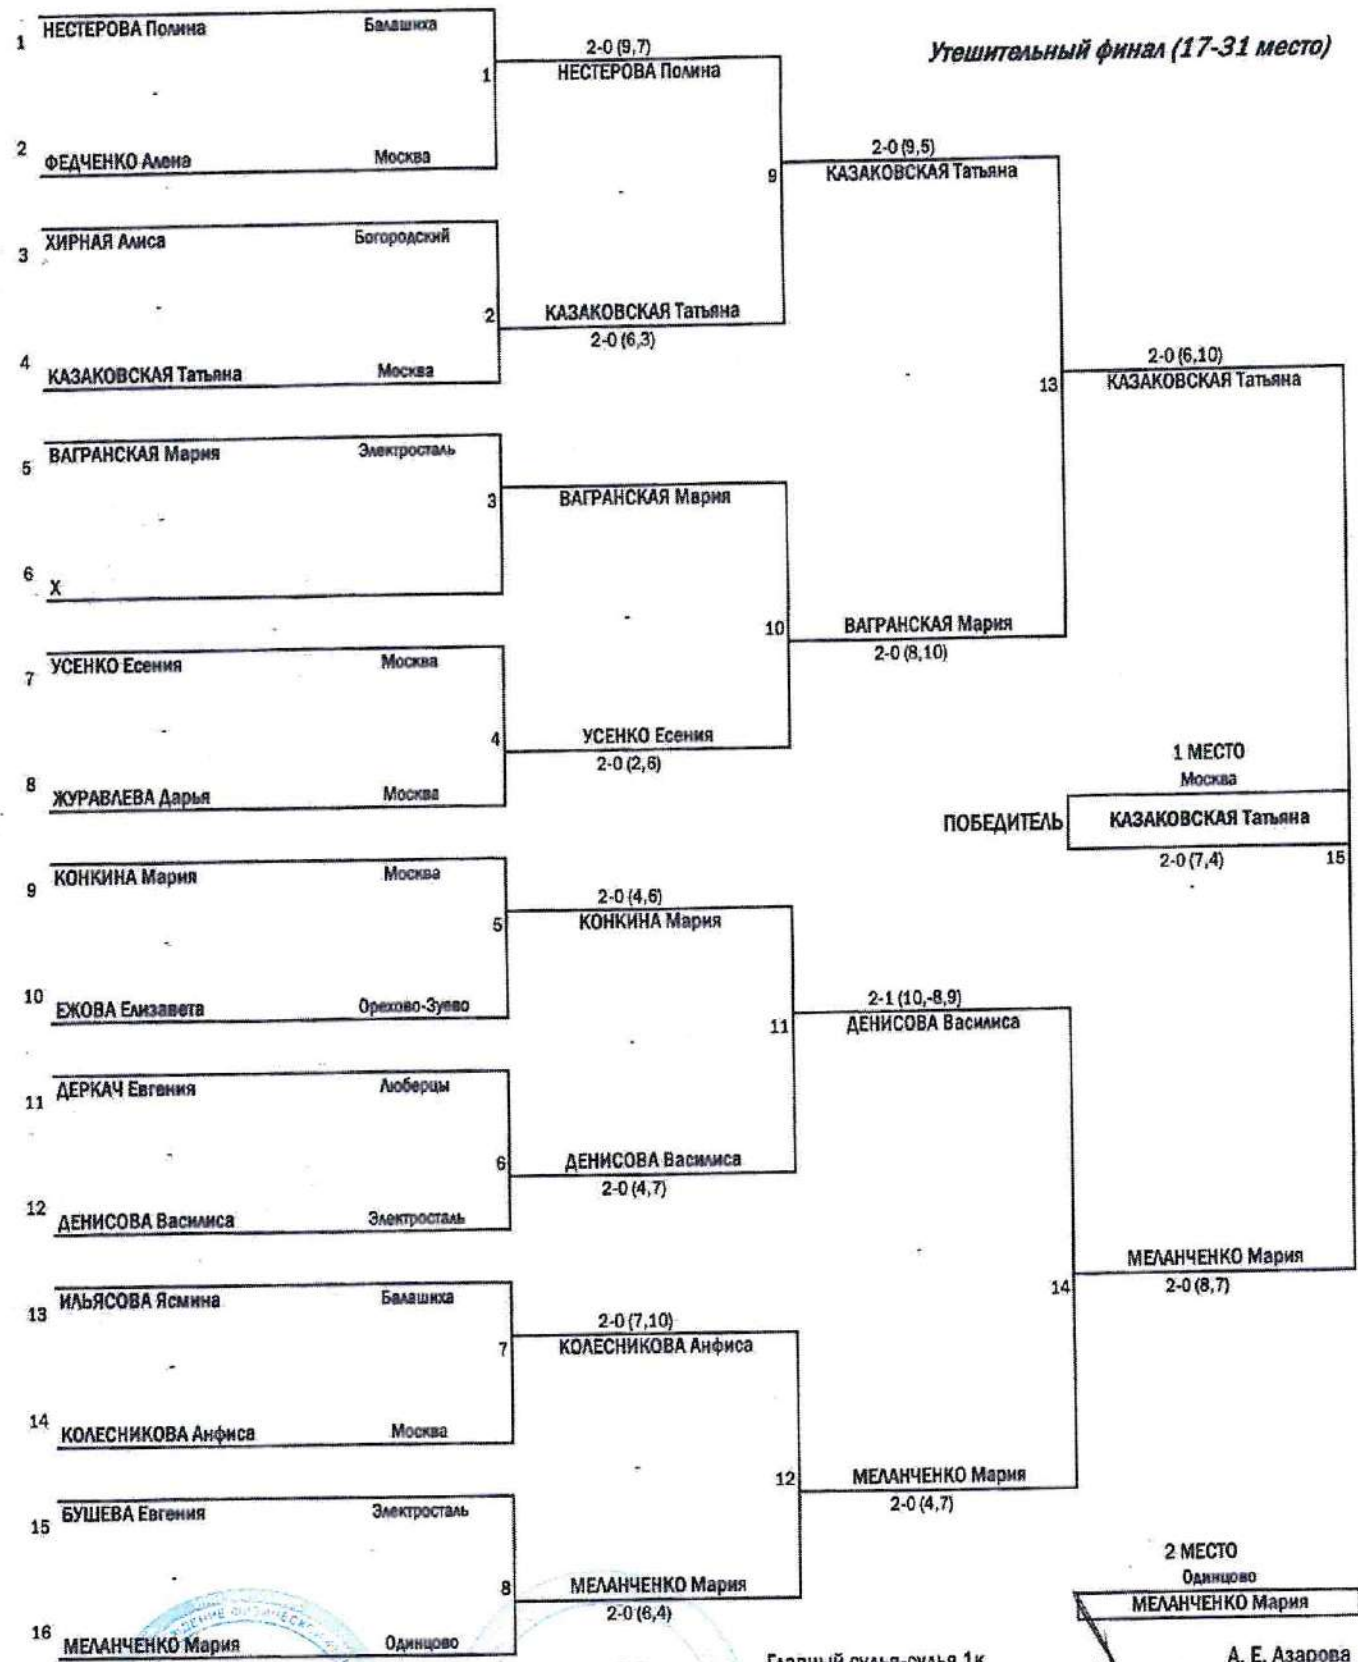 Утешительный финал (17-31 место)
1 НЕСТЕРОВА Полина Балашиха
2 ФЕДЧЕНКО Алена Москва
1
2-0 (9,7)
НЕСТЕРОВА Полина
3 ХИРНАЯ Алиса Богородский
4 КАЗАКОВСКАЯ Татьяна Москва
2
КАЗАКОВСКАЯ Татьяна
2-0 (6,3)
9
2-0 (9,5)
КАЗАКОВСКАЯ Татьяна
5 ВАГРАНСКАЯ Мария Электросталь
6 X
3
ВАГРАНСКАЯ Мария
7 УСЕНКО Есения Москва
8 ЖУРАВЛЕВА Дарья Москва
4
УСЕНКО Есения
2-0 (2,6)
10
ВАГРАНСКАЯ Мария
2-0 (8,10)
13
2-0 (6,10)
КАЗАКОВСКАЯ Татьяна
1 МЕСТО
Москва
ПОБЕДИТЕЛЬ КАЗАКОВСКАЯ Татьяна
2-0 (7,4) 15
9 КОНКИНА Мария Москва
10 ЕЖОВА Елизавета Орехово-Зуево
5
2-0 (4,6)
КОНКИНА Мария
11 ДЕРКАЧ Евгения Люберцы
12 ДЕНИСОВА Василиса Электросталь
6
ДЕНИСОВА Василиса
2-0 (4,7)
11
2-1 (10,-8,9)
ДЕНИСОВА Василиса
13 ИЛЬЯСОВА Ясмина Балашиха
14 КОЛЕСНИКОВА Анфиса Москва
7
2-0 (7,10)
КОЛЕСНИКОВА Анфиса
15 БУШЕВА Евгения Электросталь
16 МЕЛАНЧЕНКО Мария Одинцово
8
МЕЛАНЧЕНКО Мария
2-0 (6,4)
12
МЕЛАНЧЕНКО Мария
2-0 (4,7)
14
МЕЛАНЧЕНКО Мария
2-0 (8,7)
2 МЕСТО
Одинцово
МЕЛАНЧЕНКО Мария
Главный судья-судья 1к А. Е. Азарова